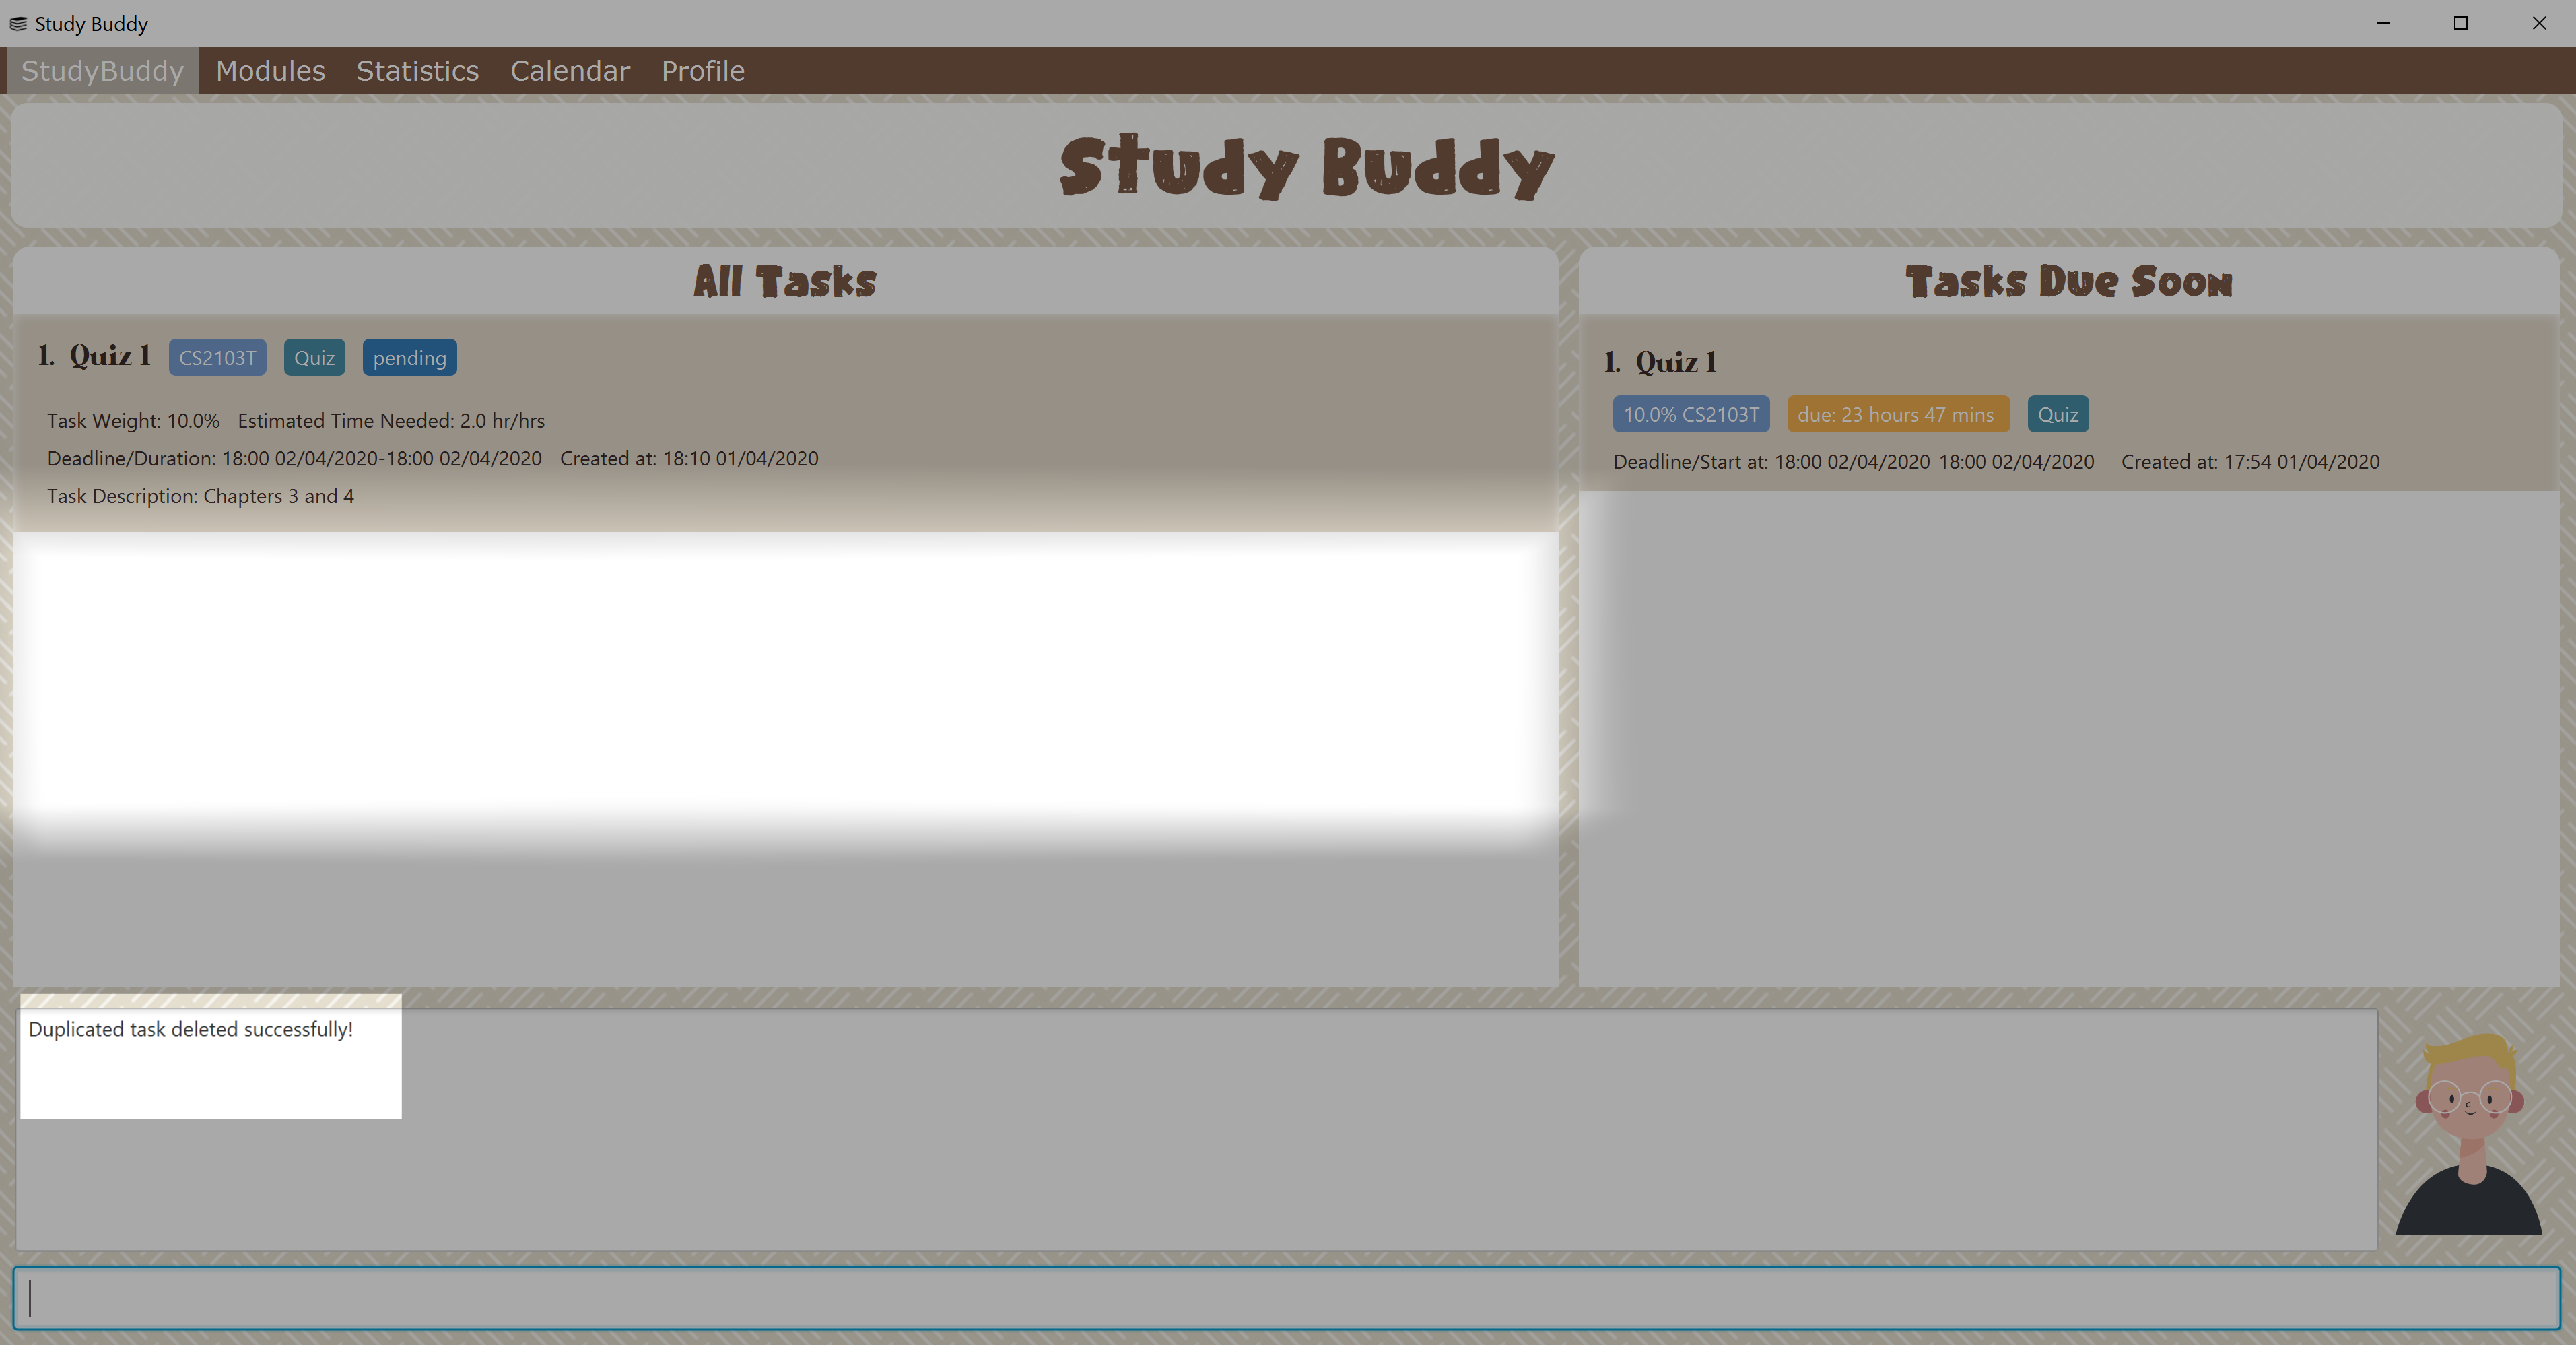 Study Buddy
StudyBuddy Modules Statistics Calendar Profile
Study Buddy
All Tasks
1. Quiz 1 CS2103T Quiz pending
Task Weight: 10.0% Estimated Time Needed: 2.0 hr/hrs
Deadline/Duration: 18:00 02/04/2020-18:00 02/04/2020 Created at: 18:10 01/04/2020
Task Description: Chapters 3 and 4
Tasks Due Soon
1. Quiz 1
10.0% CS2103T due: 23 hours 47 mins Quiz
Deadline/Start at: 18:00 02/04/2020-18:00 02/04/2020 Created at: 17:54 01/04/2020
Duplicated task deleted successfully!